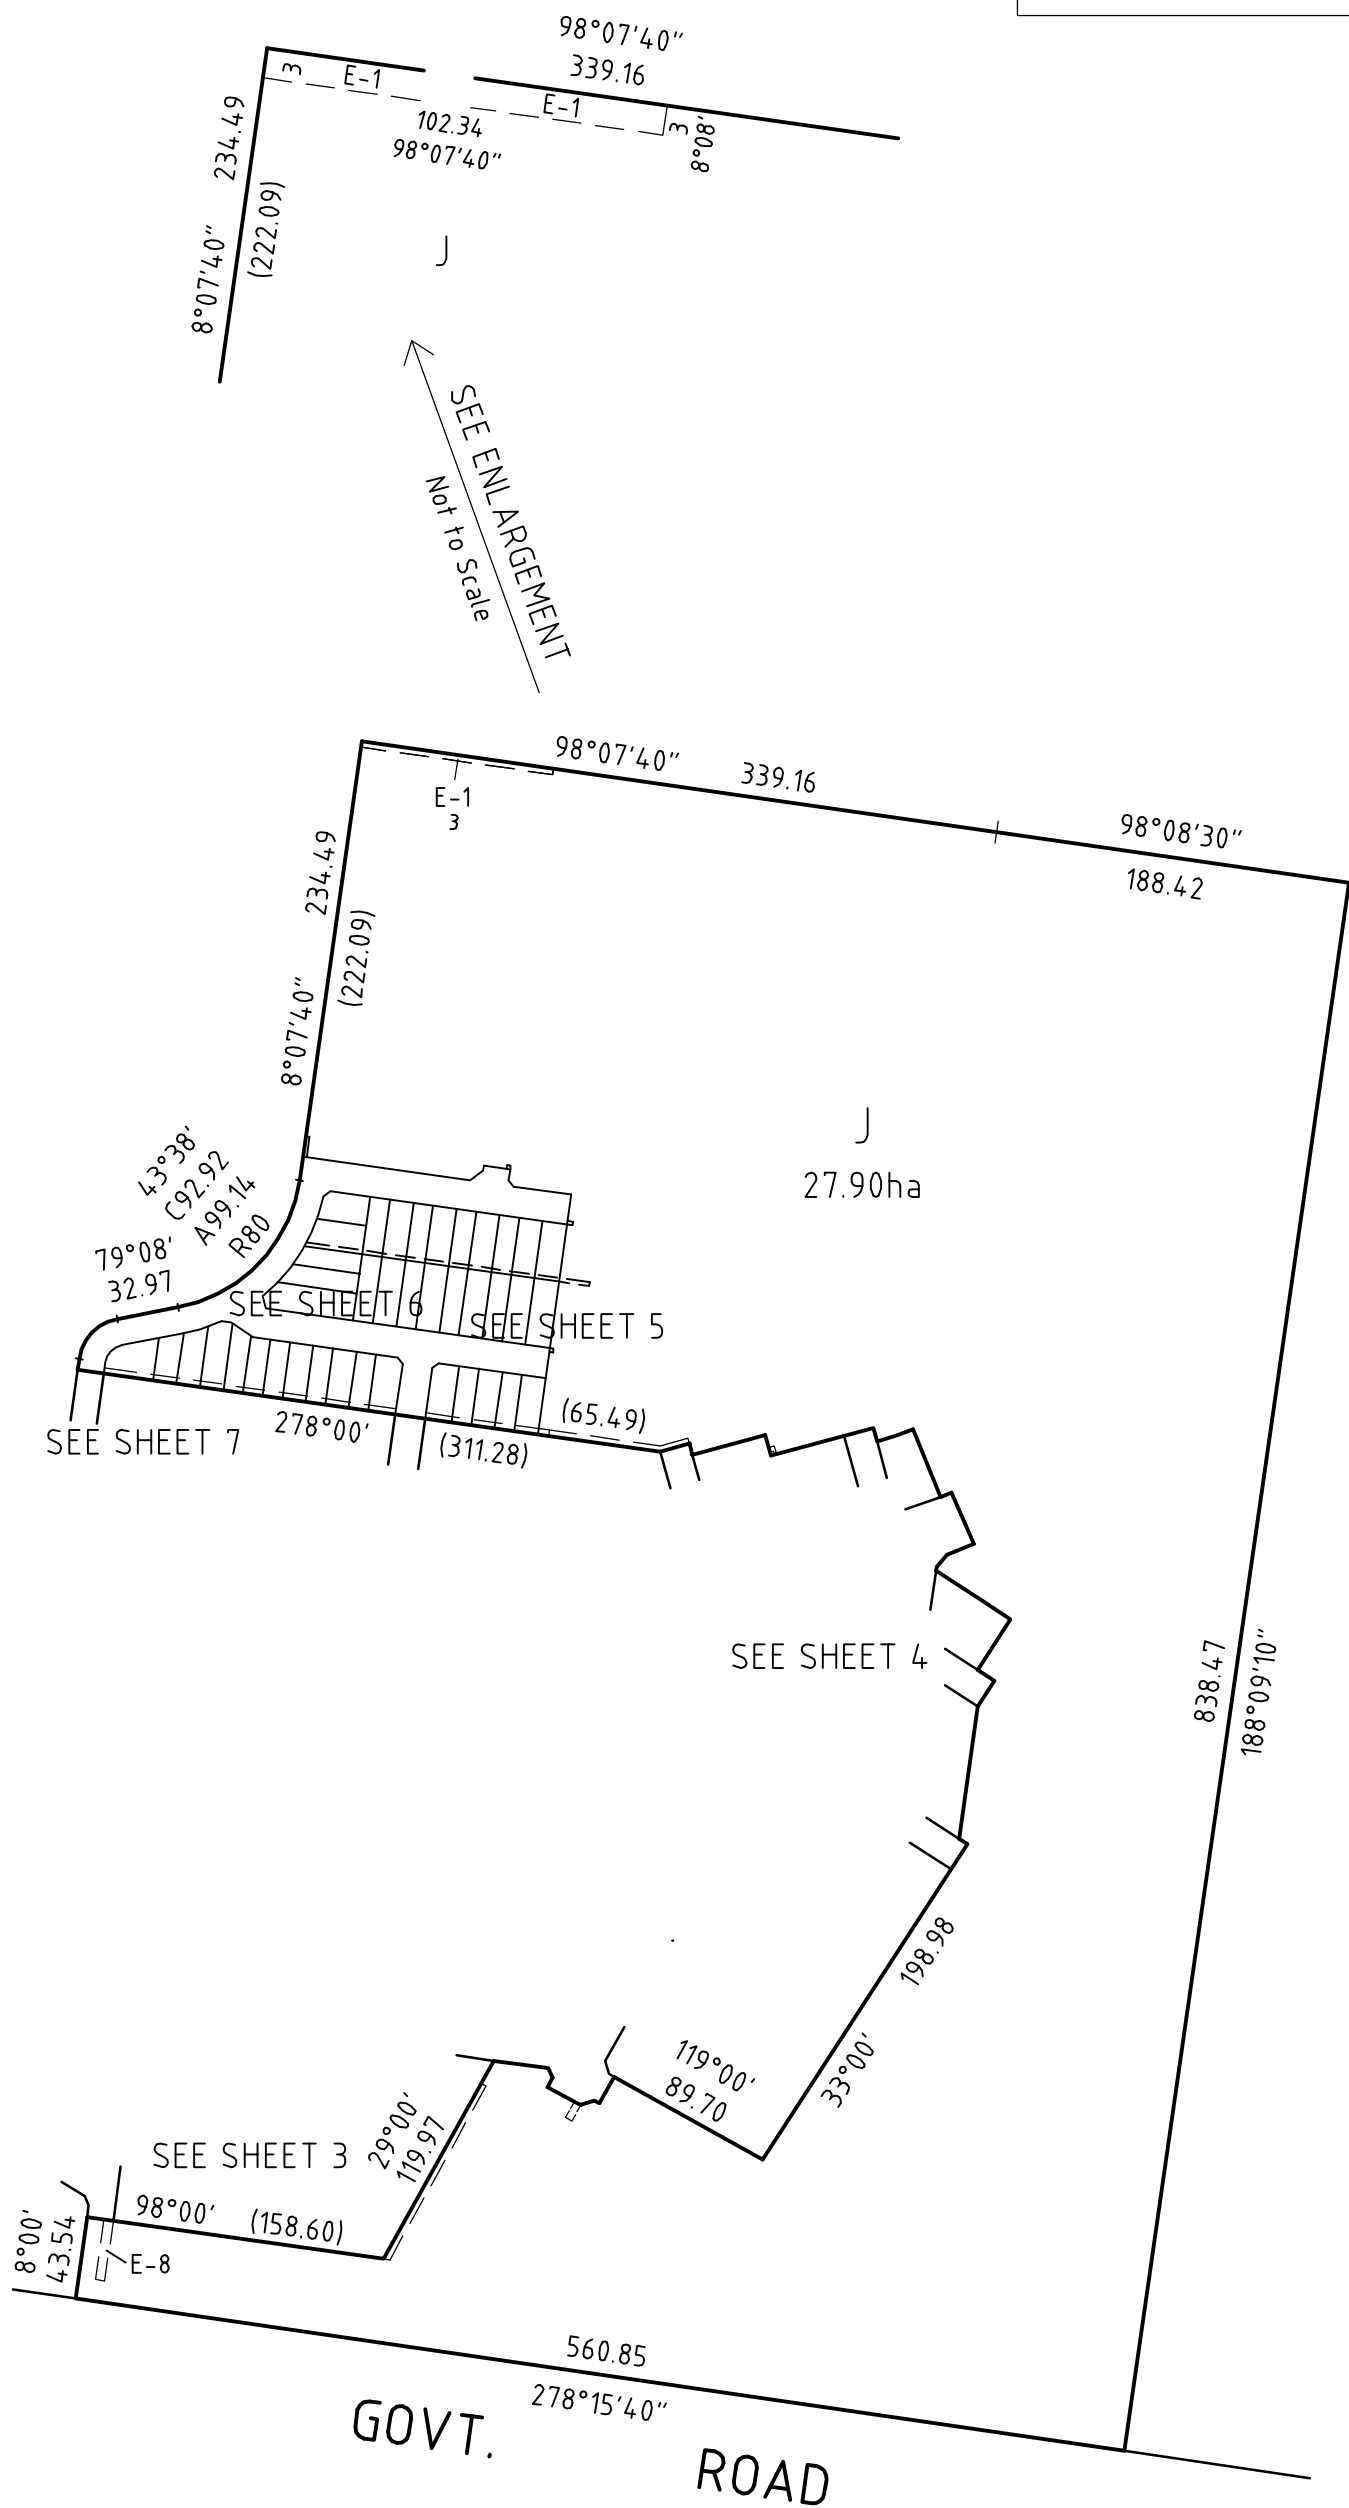 98°07'40"
339.16
3
E-1
E-1
3
8°08'
102.34
98°07'40"
234.49
(222.09)
8°07'40"
J
SEE ENLARGEMENT
Not to Scale
98°07'40"
339.16
98°08'30"
188.42
E-1
3
234.49
(222.09)
8°07'40"
J
27.90ha
43°38'
C92.92
A99.14
R80
79°08'
32.97
SEE SHEET 6
SEE SHEET 5
SEE SHEET 7
278°00'
(311.28)
(65.49)
SEE SHEET 4
838.47
188°09'10"
198.98
33°00'
119°00'
89.70
29°00'
119.97
SEE SHEET 3
98°00'
(158.60)
8°00'
43.54
E-8
560.85
278°15'40"
GOVT. ROAD